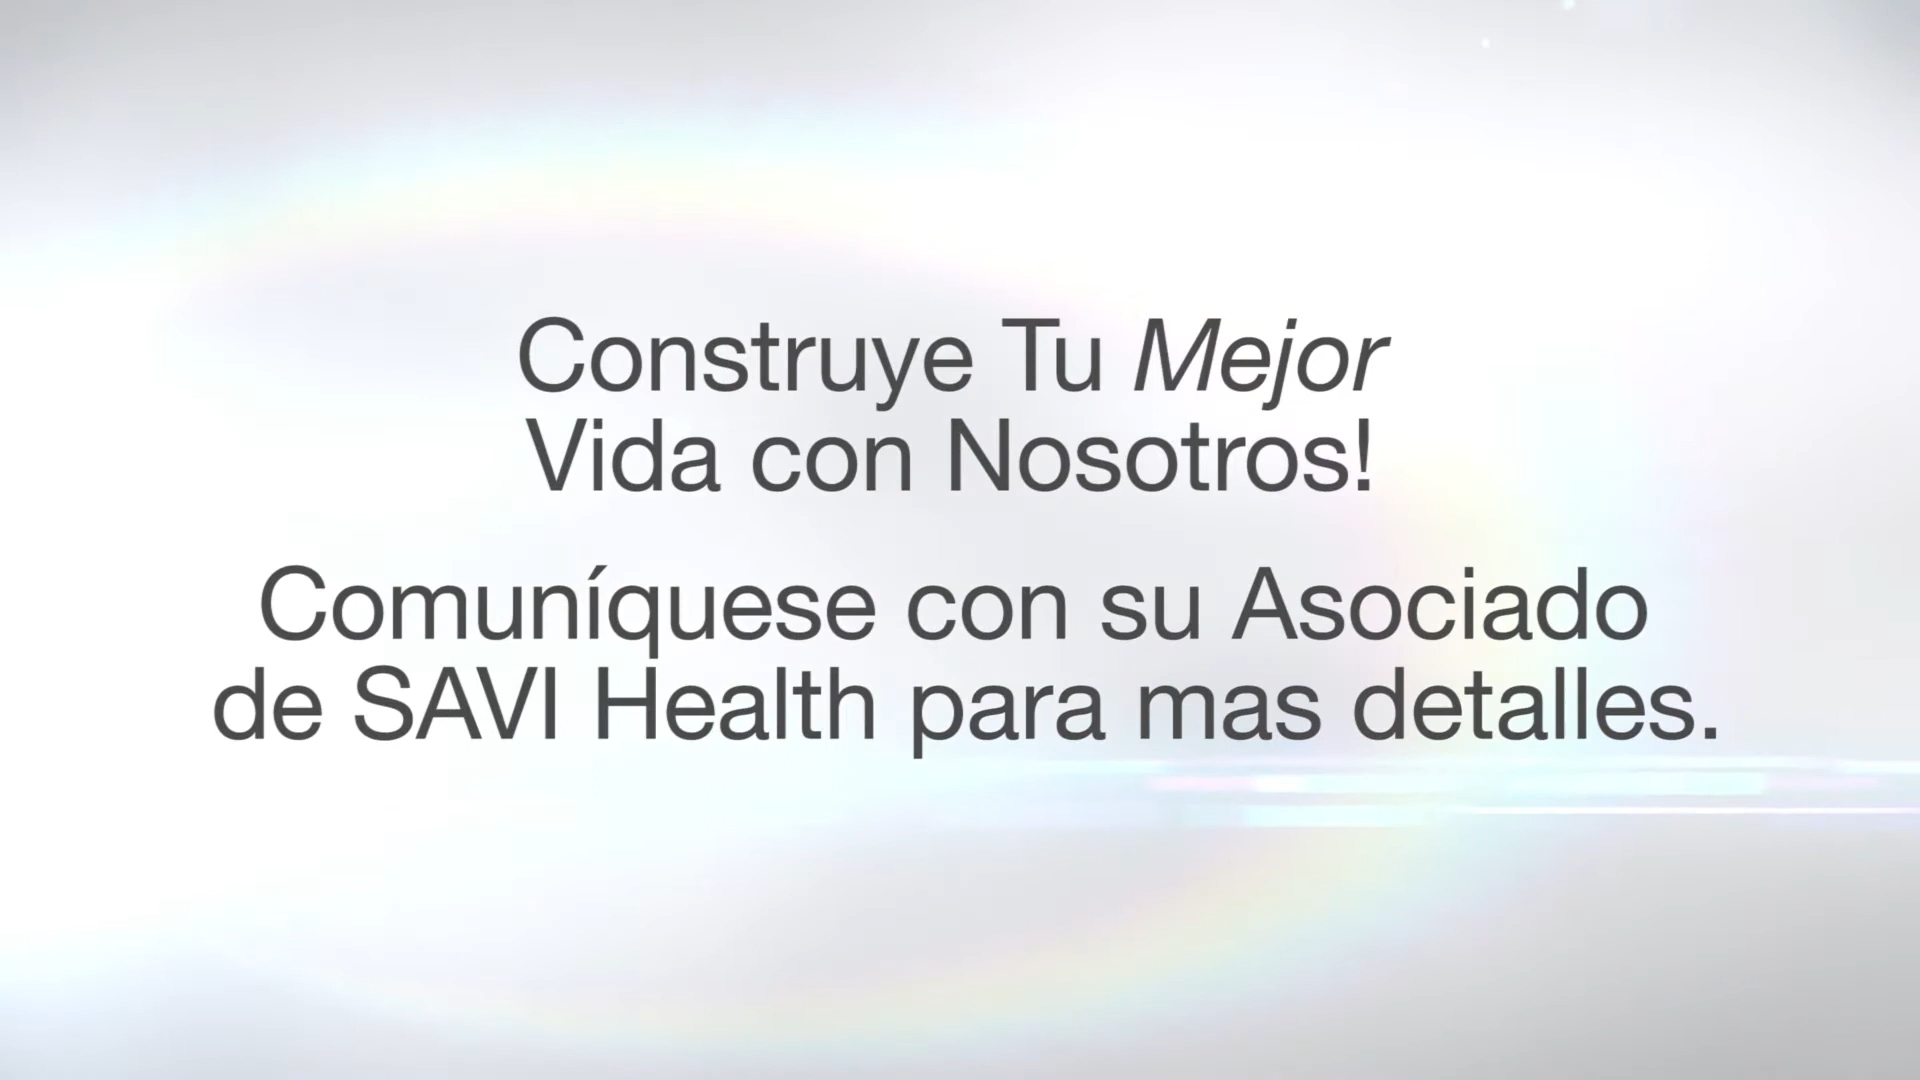 Construye Tu Mejor
Vida con Nosotros!
Comuníquese con su Asociado
de SAVI Health para mas detalles.